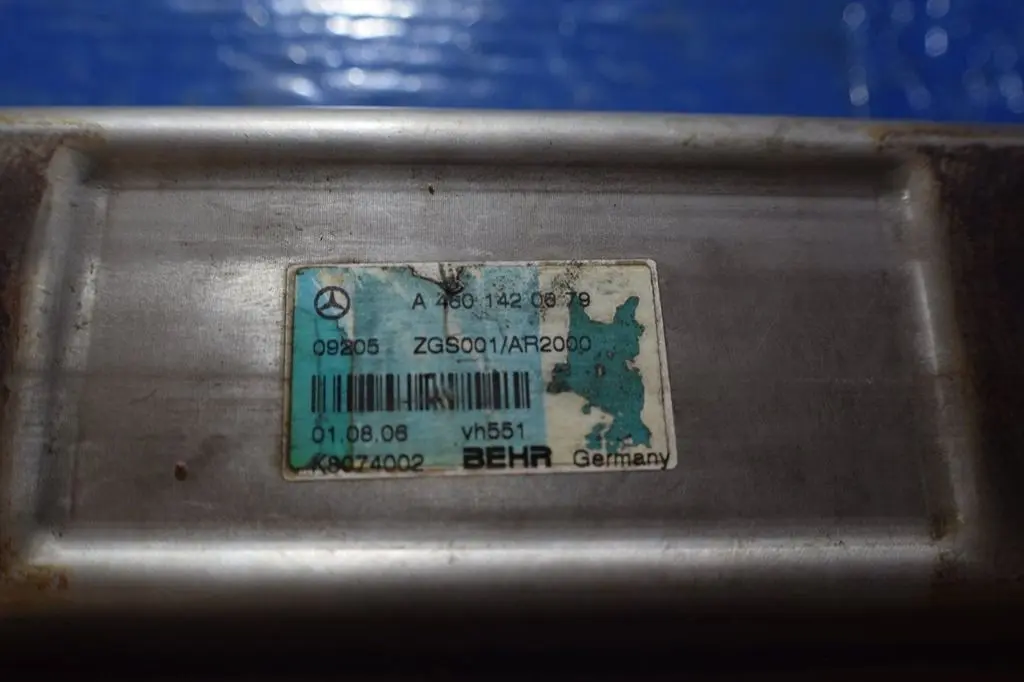 A 460 142 06 79
09205 ZGS001/AR2000
01.08.06 vh551
K8074002 BEHR Germany